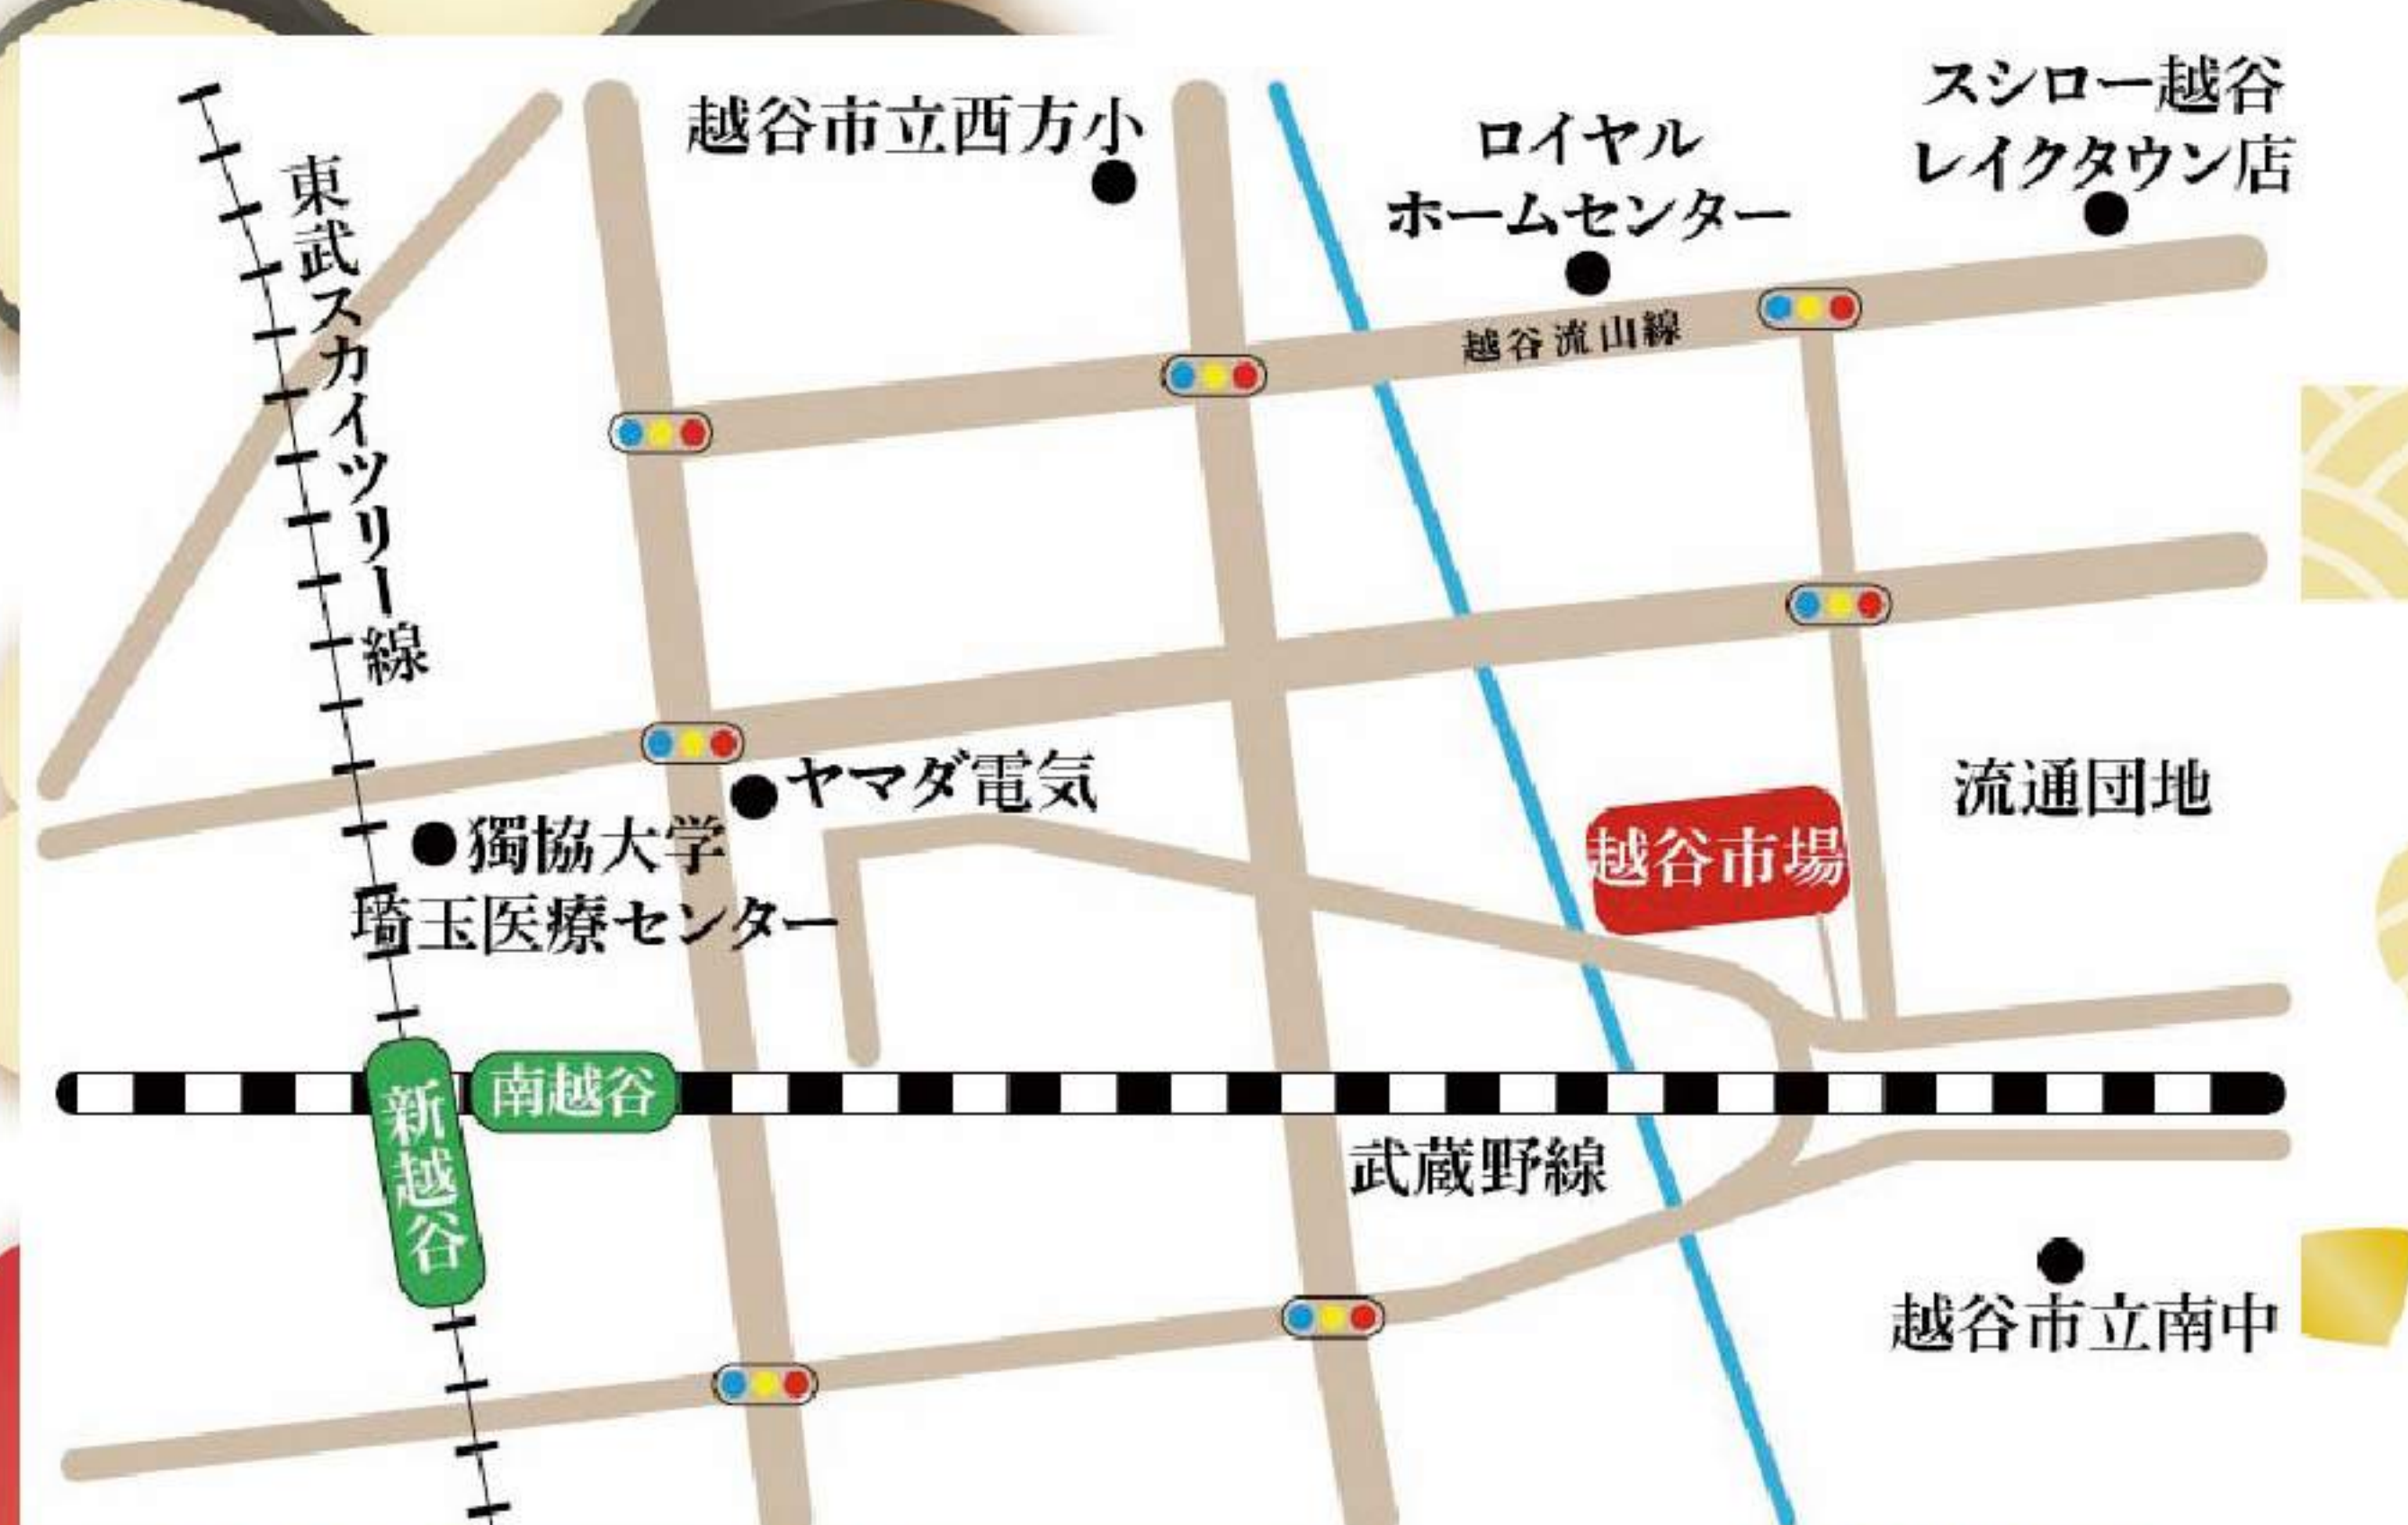 越谷市立西方小
ロイヤル
ホームセンター
スシロー越谷
レイクタウン店
東武スカイツリー線
越谷流山線
ヤマダ電気
獨協大学
埼玉医療センター
流通団地
越谷市場
南越谷
新越谷
武蔵野線
越谷市立南中